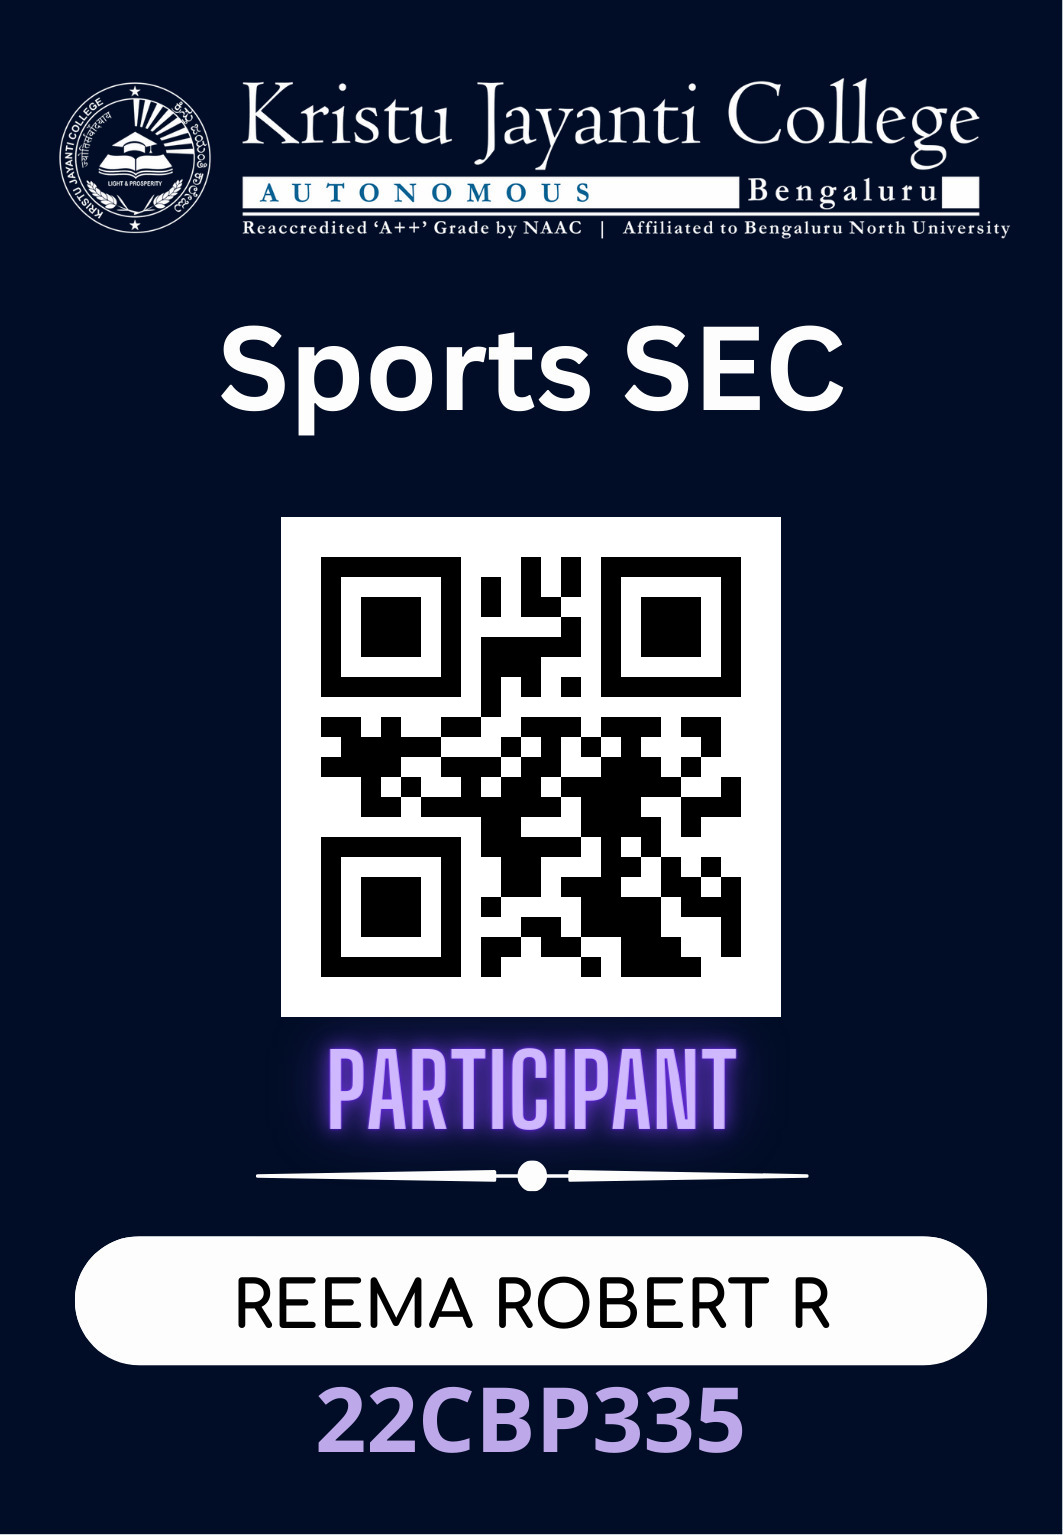 KRISTU JAYANTI COLLEGE
ಕ್ರಿಸ್ತು ಜಯಂತಿ ಕಾಲೇಜು
LIGHT & PROSPERITY
Kristu Jayanti College
AUTONOMOUS Bengaluru
Reaccredited ‘A++’ Grade by NAAC | Affiliated to Bengaluru North University
Sports SEC
PARTICIPANT
REEMA ROBERT R
22CBP335